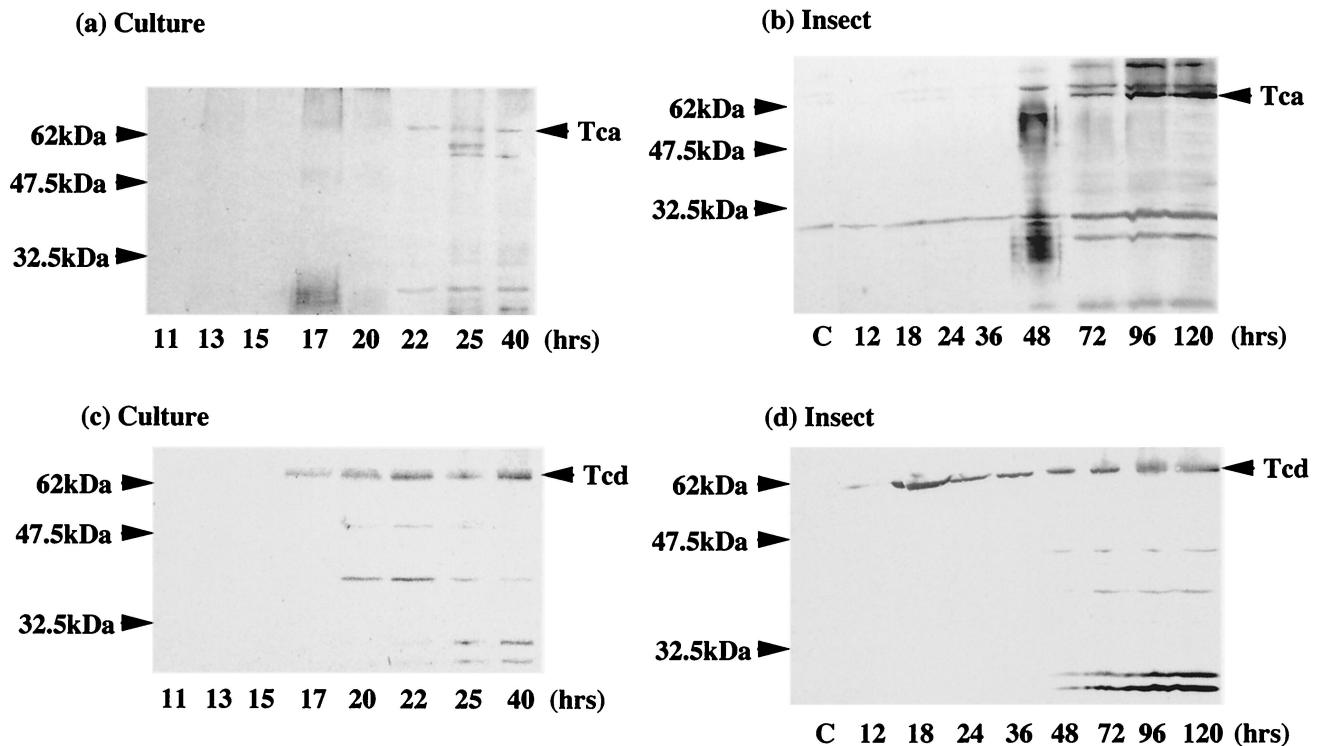 (a) Culture
62kDa
47.5kDa
32.5kDa
Tca
11 13 15 17 20 22 25 40 (hrs)
(b) Insect
62kDa
47.5kDa
32.5kDa
Tca
C 12 18 24 36 48 72 96 120 (hrs)
(c) Culture
62kDa
47.5kDa
32.5kDa
Tcd
11 13 15 17 20 22 25 40 (hrs)
(d) Insect
62kDa
47.5kDa
32.5kDa
Tcd
C 12 18 24 36 48 72 96 120 (hrs)